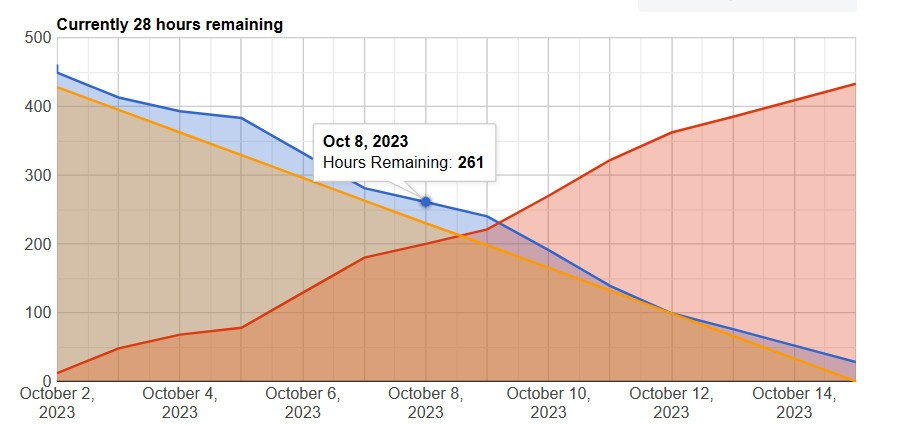 Currently 28 hours remaining
500
400
Oct 8, 2023
Hours Remaining: 261
300
200
100
0
October 2,
2023
October 4,
2023
October 6,
2023
October 8,
2023
October 10,
2023
October 12,
2023
October 14,
2023